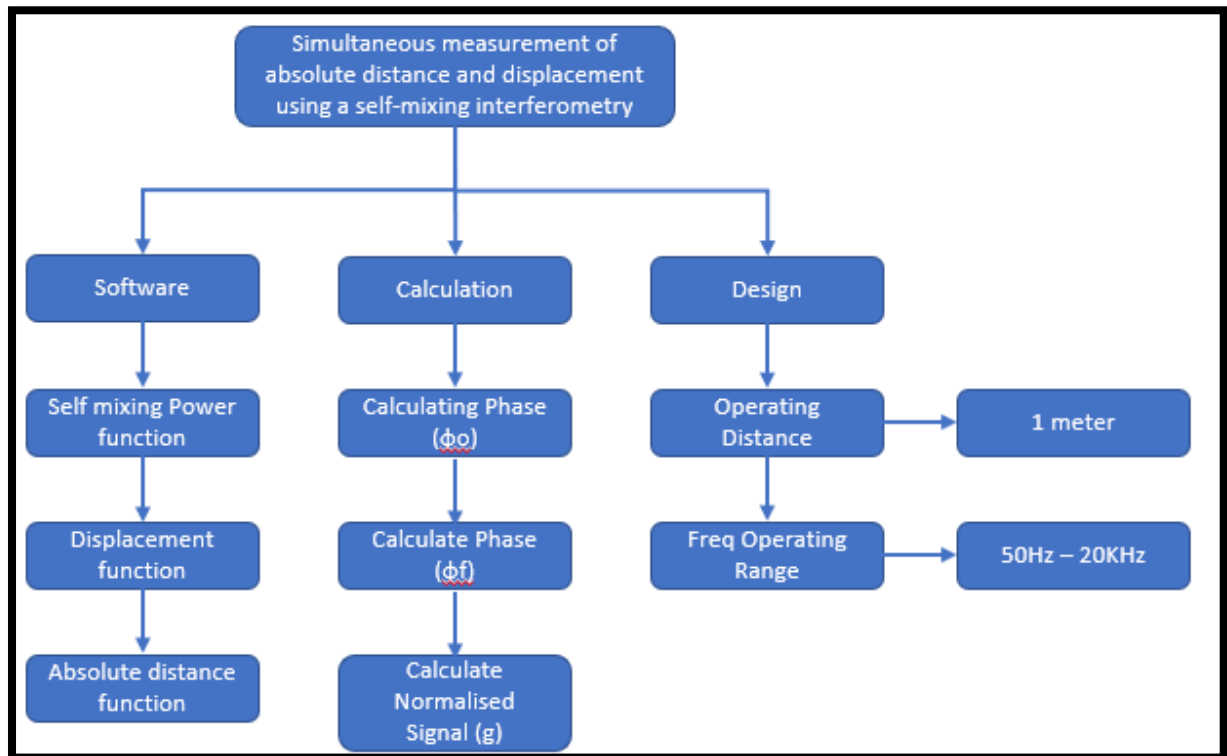 Simultaneous measurement of
absolute distance and displacement
using a self-mixing interferometry
Software
Calculation
Design
Self mixing Power
function
Calculating Phase
(ϕo)
Operating
Distance
1 meter
Displacement
function
Calculate Phase
(ϕf)
Freq Operating
Range
50Hz – 20KHz
Absolute distance
function
Calculate
Normalised
Signal (g)